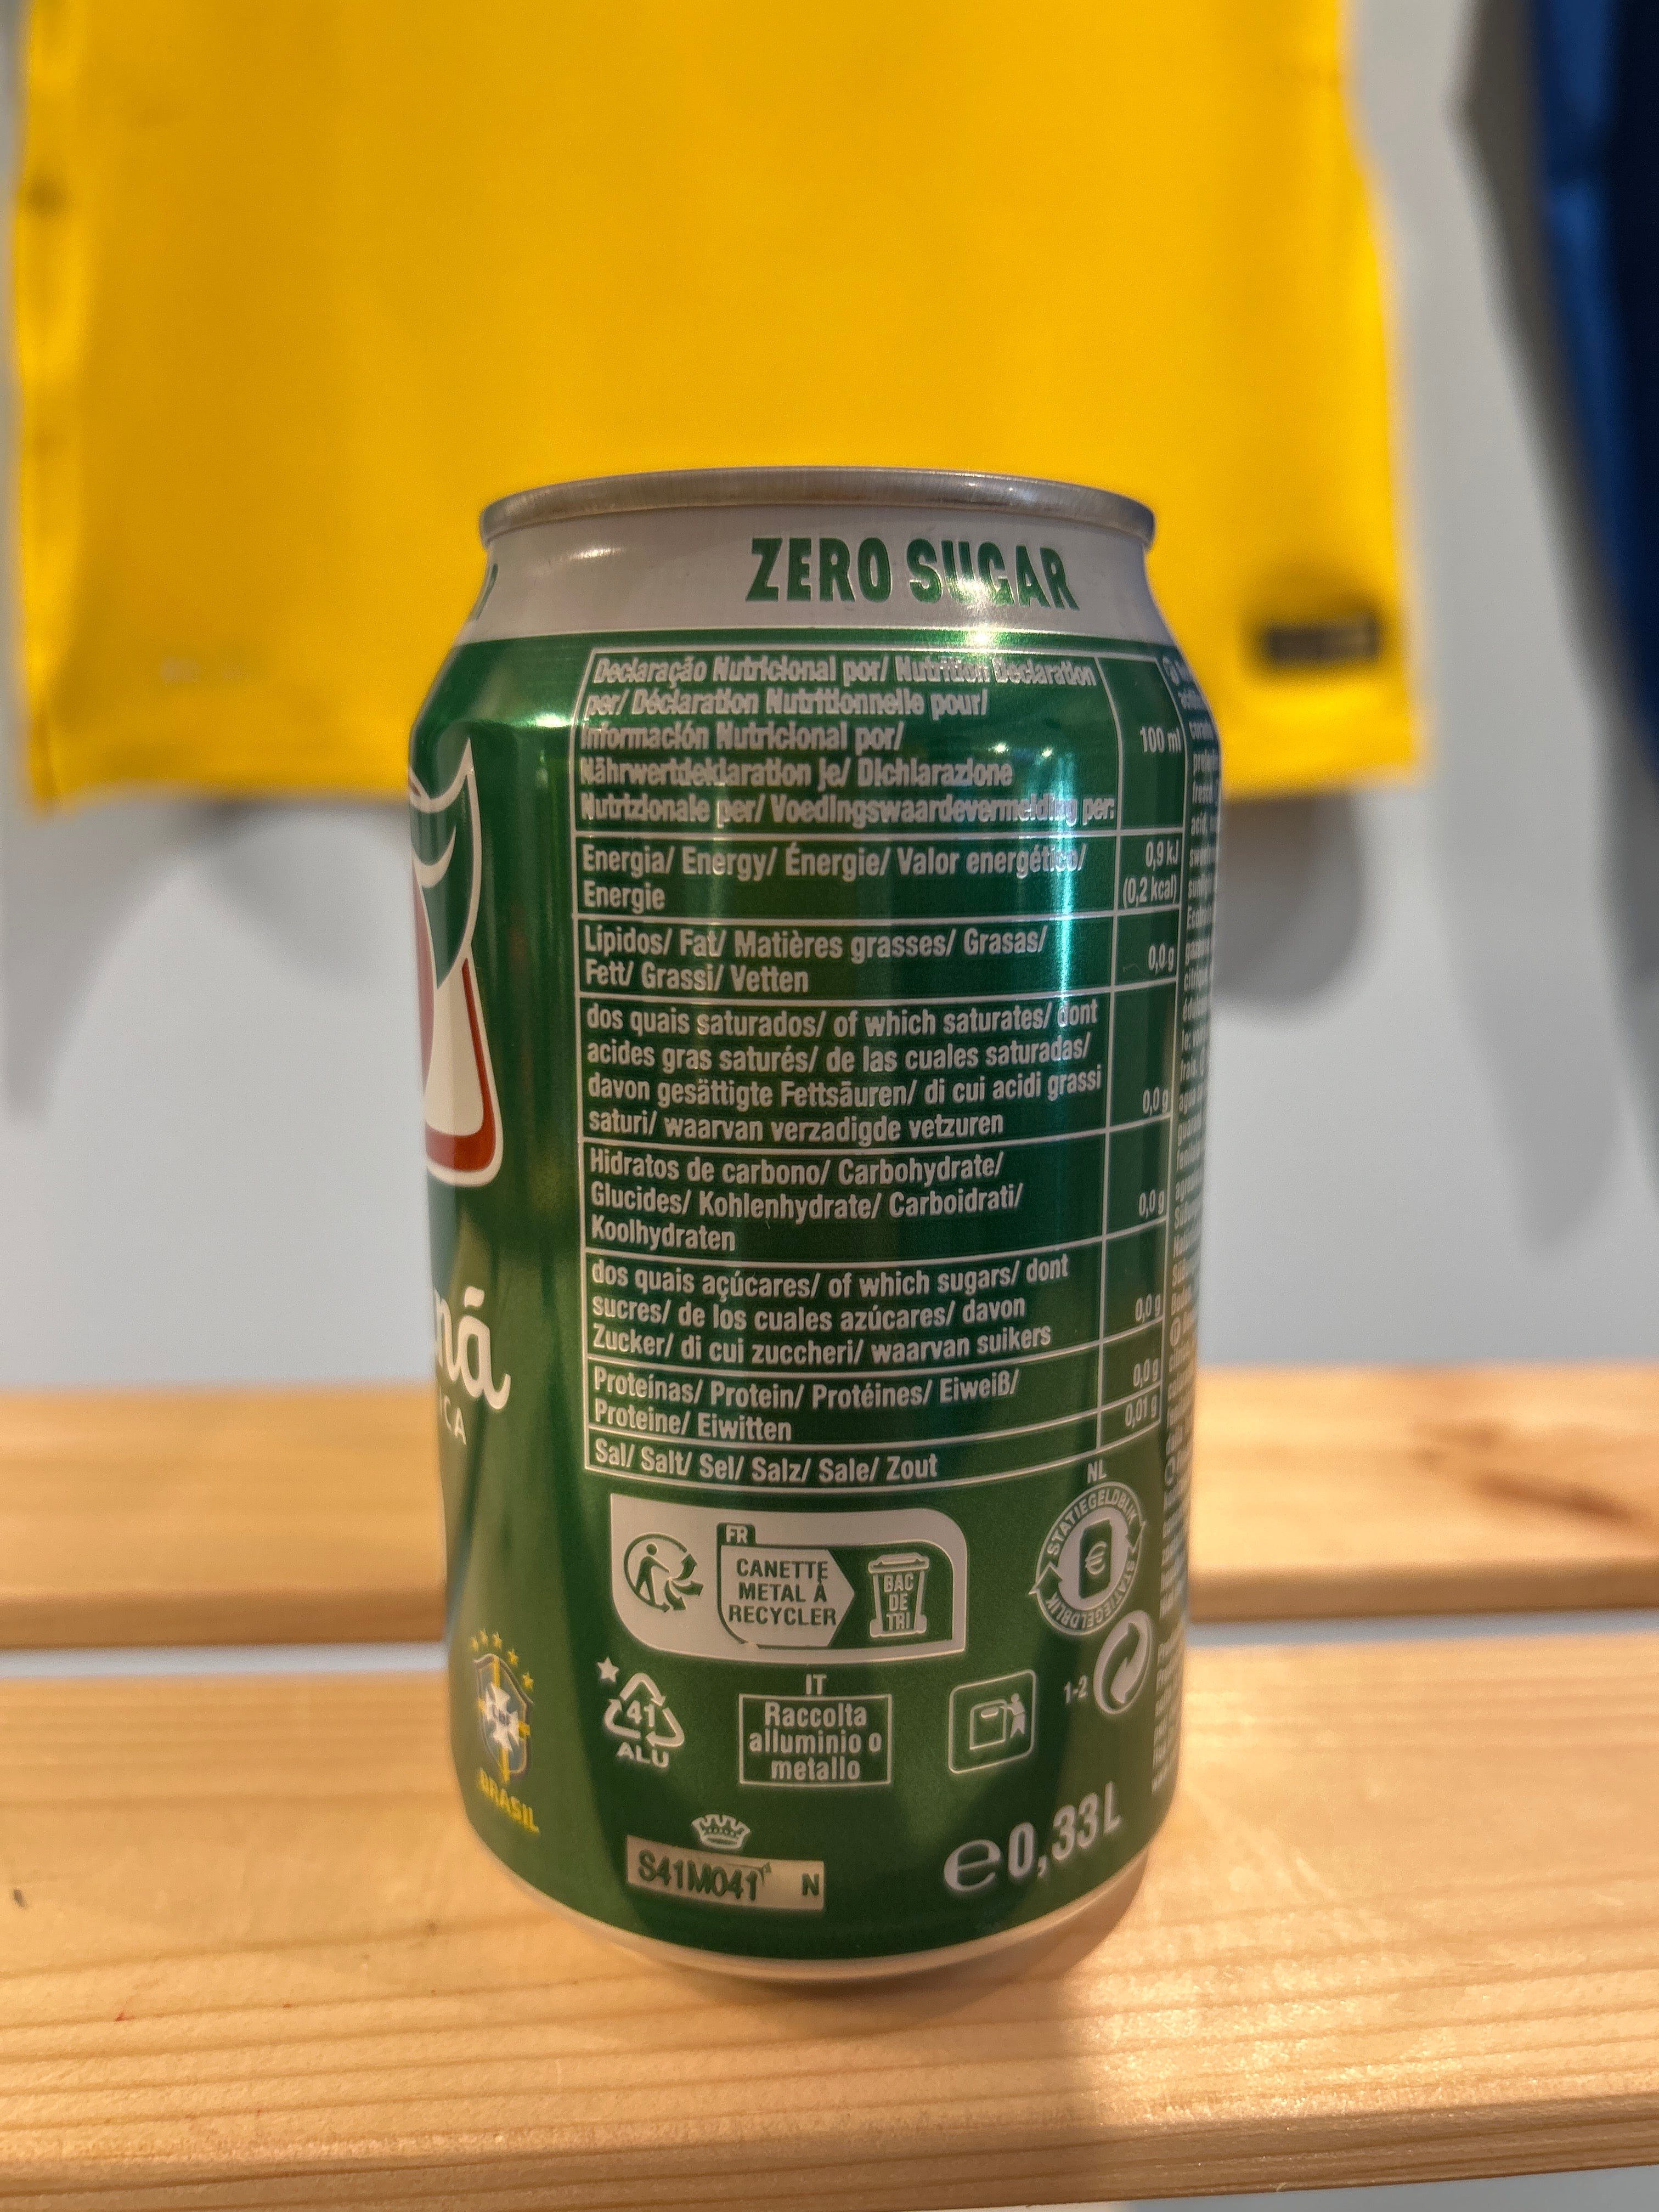 ZERO SUGAR
Declaração Nutricional por/ Nutrition Declaration
per/ Déclaration Nutritionnelle pour/
Información Nutricional por/
Nährwertdeklaration je/ Dichiarazione
Nutrizionale per/ Voedingswaardevermelding per:
100 ml
Energia/ Energy/ Énergie/ Valor energético/
Energie
0,9 kJ
(0,2 kcal)
Lípidos/ Fat/ Matières grasses/ Grasas/
Fett/ Grassi/ Vetten
0,0 g
dos quais saturados/ of which saturates/ dont
acides gras saturés/ de las cuales saturadas/
davon gesättigte Fettsäuren/ di cui acidi grassi
saturi/ waarvan verzadigde vetzuren
0,0 g
Hidratos de carbono/ Carbohydrate/
Glucides/ Kohlenhydrate/ Carboidrati/
Koolhydraten
0,0 g
dos quais açúcares/ of which sugars/ dont
sucres/ de los cuales azúcares/ davon
Zucker/ di cui zuccheri/ waarvan suikers
0,0 g
Proteínas/ Protein/ Protéines/ Eiweiß/
Proteine/ Eiwitten
0,0 g
Sal/ Salt/ Sel/ Salz/ Sale/ Zout
0,01 g
NL
STATIEGELDBLIK
STATIEGELDBLIK
€
FR
CANETTE
METAL À
RECYCLER
BAC
DE
TRI
41
ALU
IT
Raccolta
alluminio o
metallo
1-2
BRASIL
S41M041 N
e0,33L